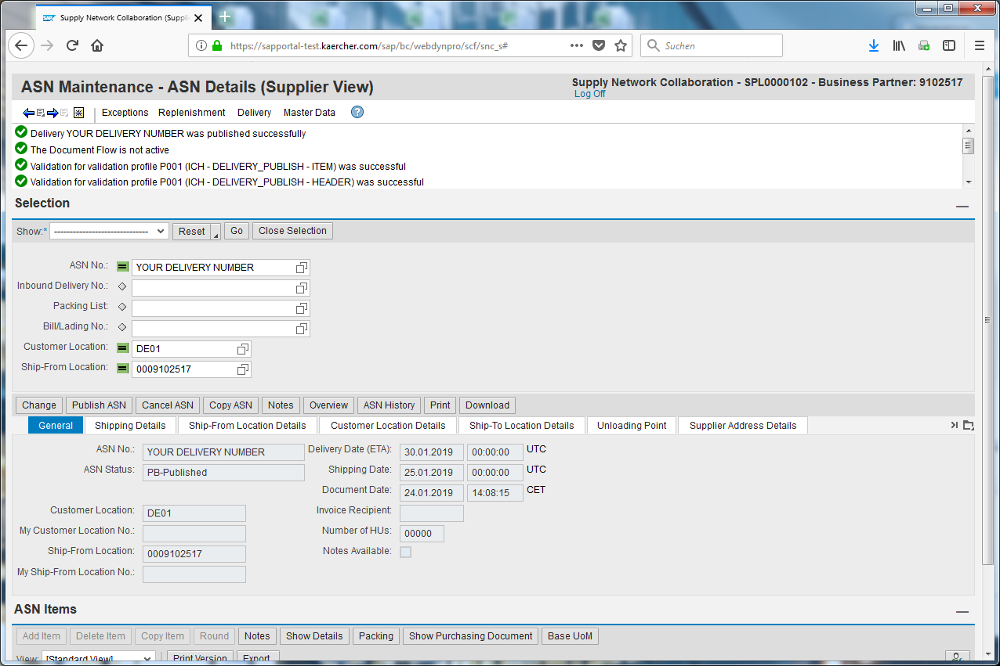 Supply Network Collaboration (Suppli
https://sapportal-test.kaercher.com/sap/bc/webdynpro/scf/snc_s#
Suchen
ASN Maintenance - ASN Details (Supplier View)
Supply Network Collaboration - SPL0000102 - Business Partner: 9102517
Log Off
Exceptions Replenishment Delivery Master Data
Delivery YOUR DELIVERY NUMBER was published successfully
The Document Flow is not active
Validation for validation profile P001 (ICH - DELIVERY_PUBLISH - ITEM) was successful
Validation for validation profile P001 (ICH - DELIVERY_PUBLISH - HEADER) was successful
Selection
Show:* ------------------------------ Reset Go Close Selection
ASN No.: YOUR DELIVERY NUMBER
Inbound Delivery No.:
Packing List:
Bill/Lading No.:
Customer Location: DE01
Ship-From Location: 0009102517
Change Publish ASN Cancel ASN Copy ASN Notes Overview ASN History Print Download
General Shipping Details Ship-From Location Details Customer Location Details Ship-To Location Details Unloading Point Supplier Address Details
ASN No.: YOUR DELIVERY NUMBER Delivery Date (ETA): 30.01.2019 00:00:00 UTC
ASN Status: PB-Published Shipping Date: 25.01.2019 00:00:00 UTC
Document Date: 24.01.2019 14:08:15 CET
Customer Location: DE01 Invoice Recipient:
My Customer Location No.: Number of HUs: 00000
Ship-From Location: 0009102517 Notes Available:
My Ship-From Location No.:
ASN Items
Add Item Delete Item Copy Item Round Notes Show Details Packing Show Purchasing Document Base UoM
View: [Standard View] Print Version Export